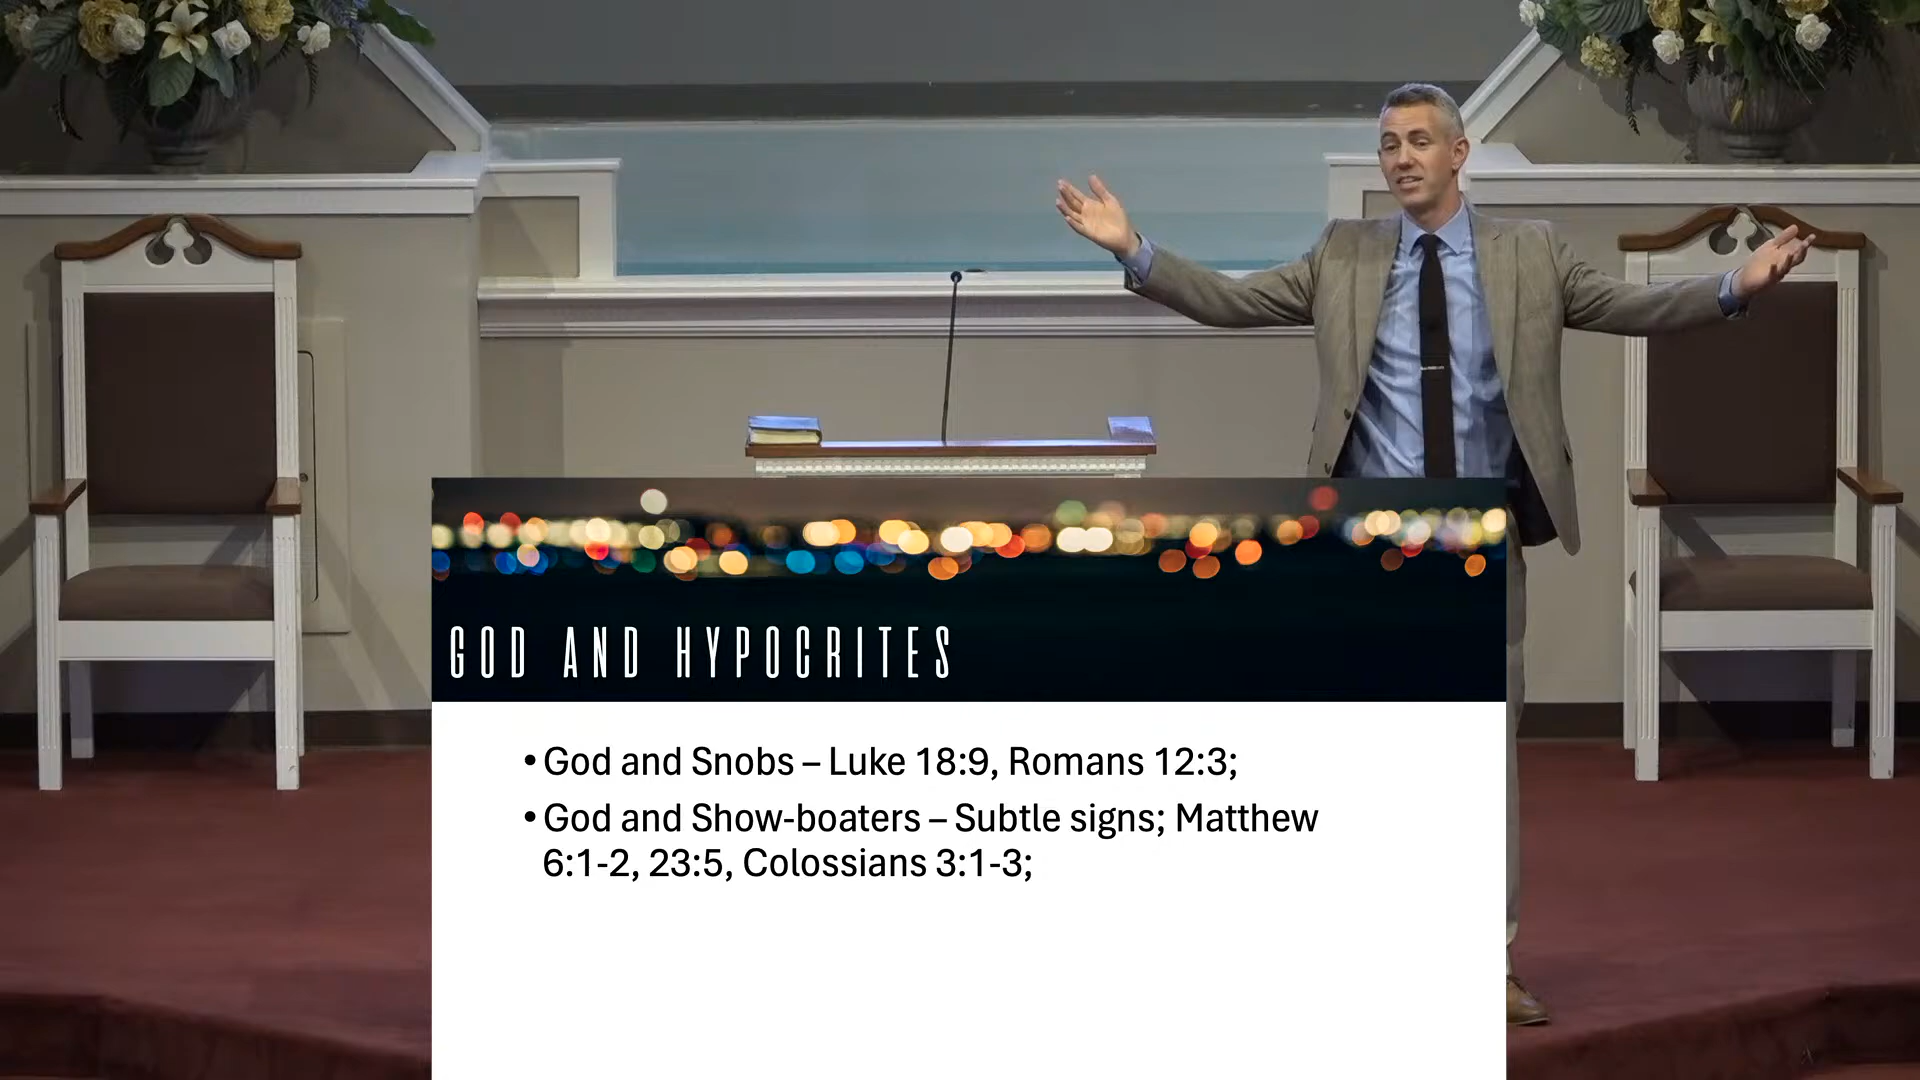 GOD AND HYPOCRITES
• God and Snobs – Luke 18:9, Romans 12:3;
• God and Show-boaters – Subtle signs; Matthew
6:1-2, 23:5, Colossians 3:1-3;